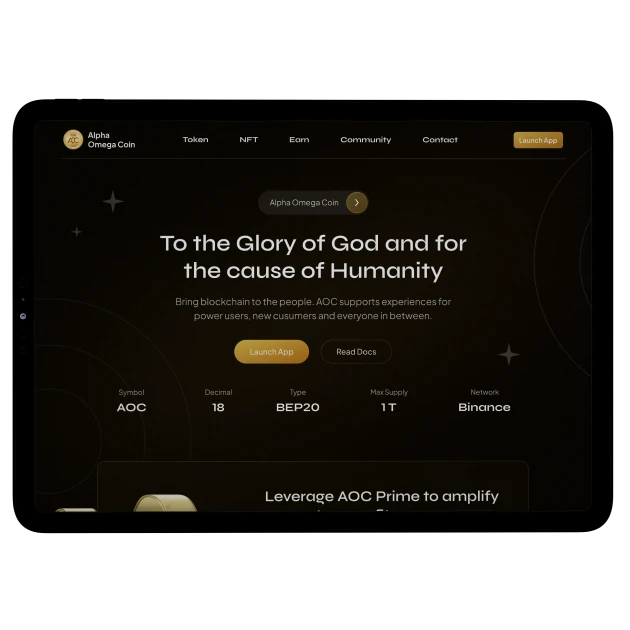 Alpha
Omega Coin
Token NFT Earn Community Contact Launch App
Alpha Omega Coin
To the Glory of God and for
the cause of Humanity
Bring blockchain to the people. AOC supports experiences for
power users, new cusumers and everyone in between.
Launch App Read Docs
Symbol Decimal Type Max Supply Network
AOC 18 BEP20 1 T Binance
Leverage AOC Prime to amplify